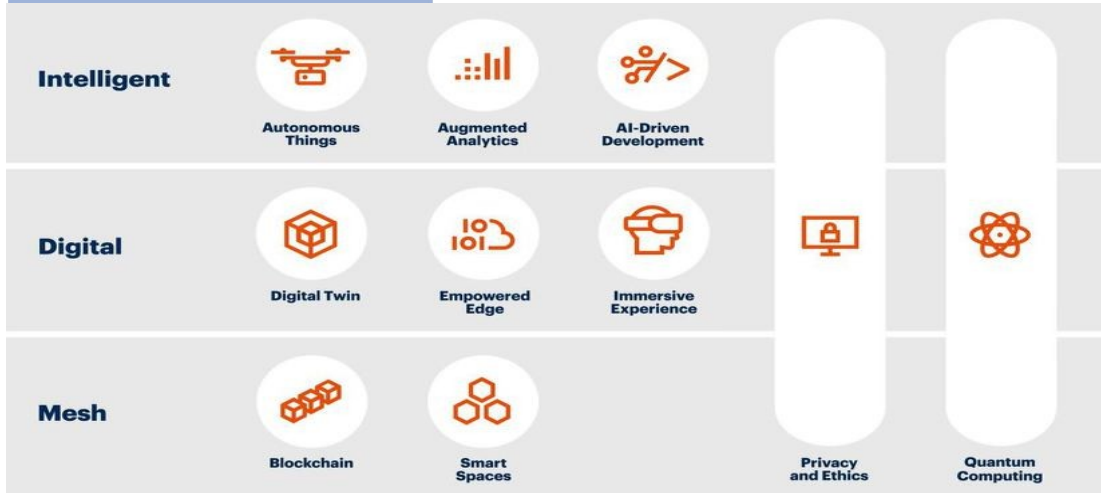 Intelligent
Autonomous
Things
Augmented
Analytics
AI-Driven
Development
Digital
Digital Twin
Empowered
Edge
Immersive
Experience
Mesh
Blockchain
Smart
Spaces
Privacy
and Ethics
Quantum
Computing